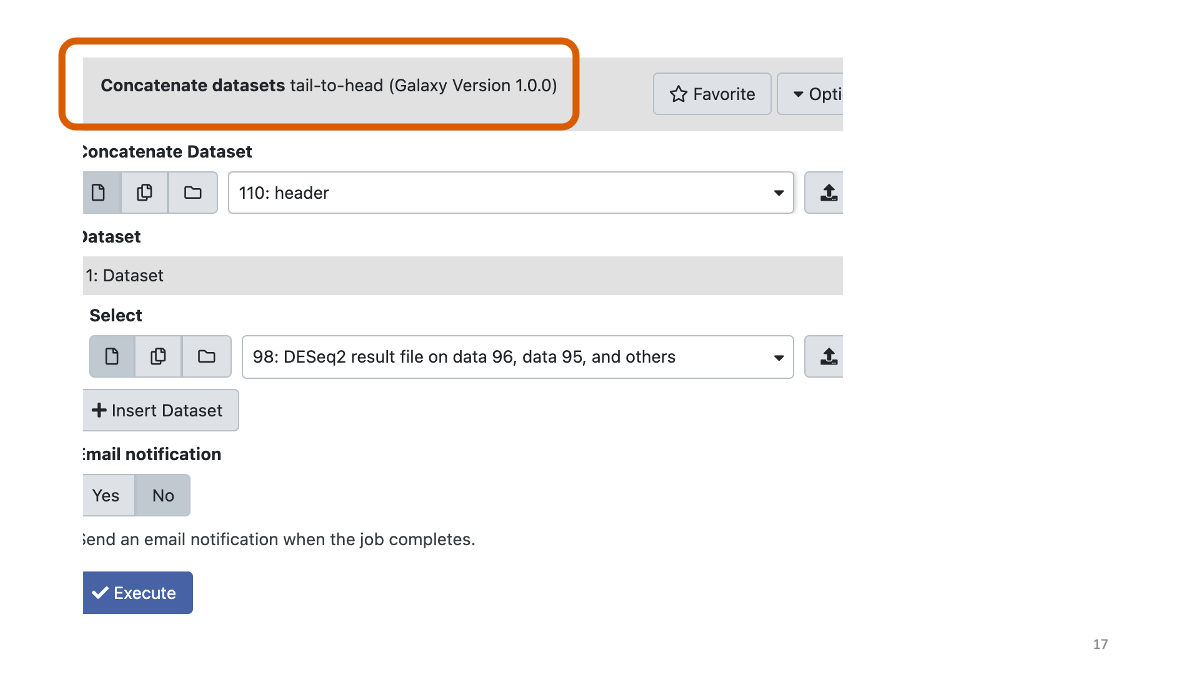 Concatenate datasets tail-to-head (Galaxy Version 1.0.0)
Favorite
Opti
Concatenate Dataset
110: header
Dataset
1: Dataset
Select
98: DESeq2 result file on data 96, data 95, and others
Insert Dataset
Email notification
Yes No
Send an email notification when the job completes.
Execute
17